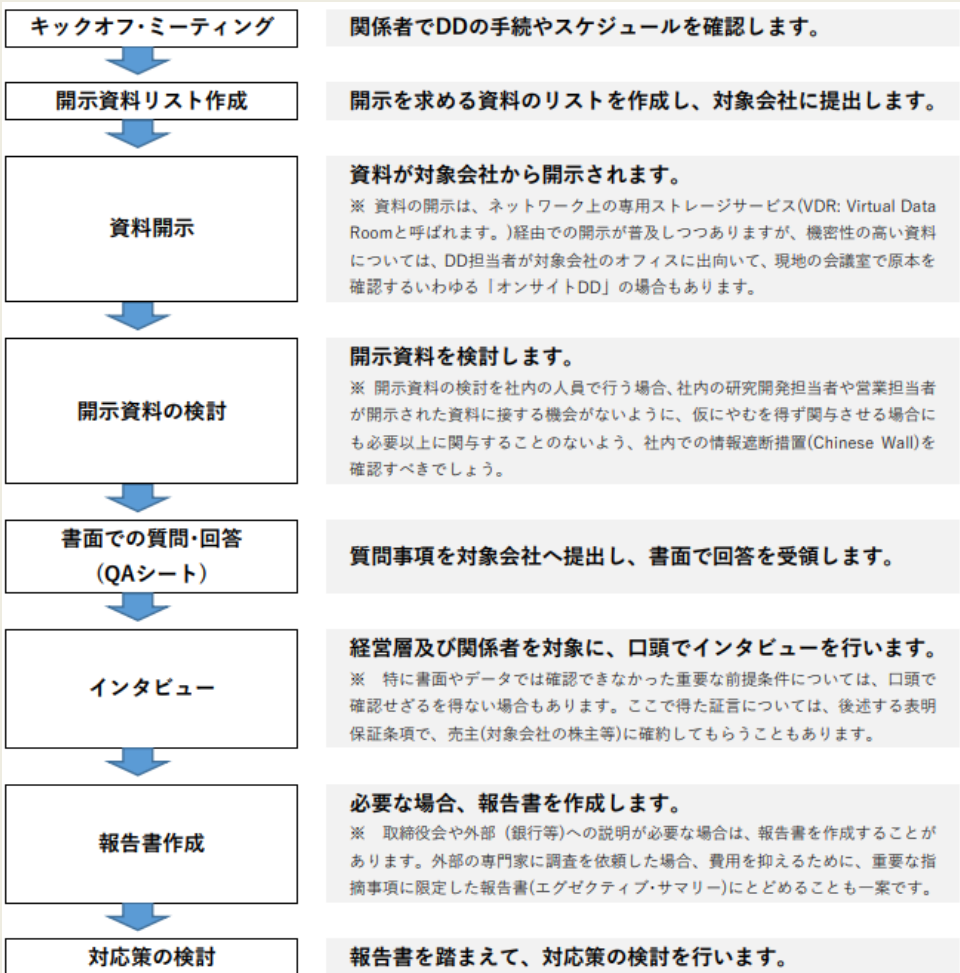 キックオフ･ミーティング
関係者でDDの手続やスケジュールを確認します。
開示資料リスト作成
開示を求める資料のリストを作成し、対象会社に提出します。
資料開示
資料が対象会社から開示されます。
※ 資料の開示は、ネットワーク上の専用ストレージサービス(VDR: Virtual Data
Roomと呼ばれます。)経由での開示が普及しつつありますが、機密性の高い資料
については、DD担当者が対象会社のオフィスに出向いて、現地の会議室で原本を
確認するいわゆる「オンサイトDD」の場合もあります。
開示資料の検討
開示資料を検討します。
※ 開示資料の検討を社内の人員で行う場合、社内の研究開発担当者や営業担当者
が開示された資料に接する機会がないように、仮にやむを得ず関与させる場合に
も必要以上に関与することのないよう、社内での情報遮断措置(Chinese Wall)を
確認すべきでしょう。
書面での質問･回答
(QAシート)
質問事項を対象会社へ提出し、書面で回答を受領します。
インタビュー
経営層及び関係者を対象に、口頭でインタビューを行います。
※ 特に書面やデータでは確認できなかった重要な前提条件については、口頭で
確認せざるを得ない場合もあります。ここで得た証言については、後述する表明
保証条項で、売主(対象会社の株主等)に確約してもらうこともあります。
報告書作成
必要な場合、報告書を作成します。
※ 取締役会や外部 (銀行等)への説明が必要な場合は、報告書を作成することが
あります。外部の専門家に調査を依頼した場合、費用を抑えるために、重要な指
摘事項に限定した報告書(エグゼクティブ･サマリー)にとどめることも一案です。
対応策の検討
報告書を踏まえて、対応策の検討を行います。